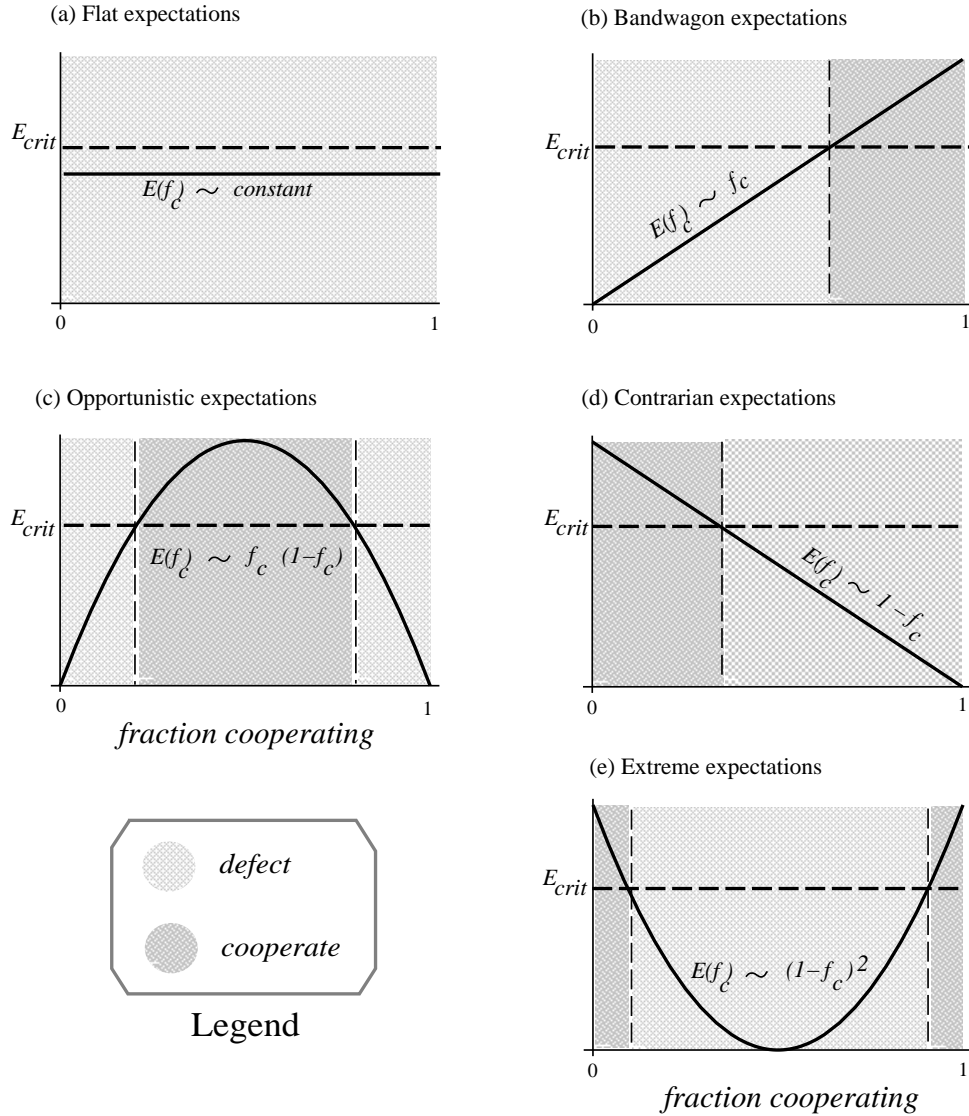 (a) Flat expectations
(b) Bandwagon expectations
E_crit
E(f_c) ~ constant
0
1
E_crit
E(f_c) ~ f_c
0
1
(c) Opportunistic expectations
(d) Contrarian expectations
E_crit
E(f_c) ~ f_c (1−f_c)
0
1
fraction cooperating
E_crit
E(f_c) ~ 1−f_c
0
1
(e) Extreme expectations
E_crit
E(f_c) ~ (1−f_c)^2
0
1
fraction cooperating
defect
cooperate
Legend